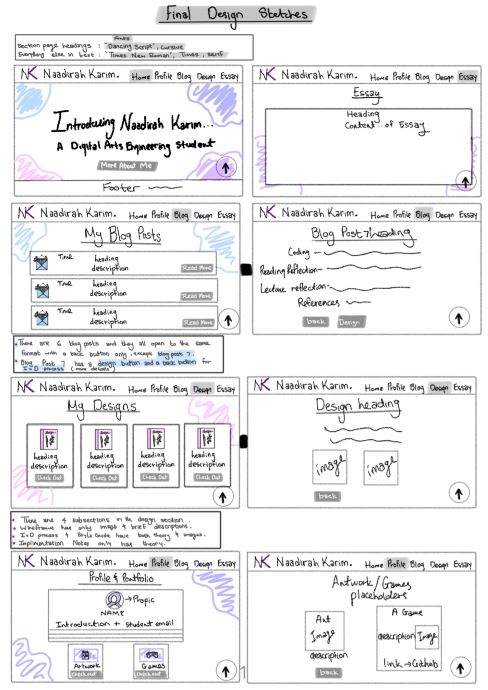 Final Design Sketches
Fonts
Section page headings : 'Dancing Script', cursive
Everything else in text : 'Times New Roman', Times, serif
NK Naadirah Karim. Home Profile Blog Design Essay
Introducing Naadirah Karim...
A Digital Arts Engineering Student
More About Me
Footer
NK Naadirah Karim. Home Profile Blog Design Essay
Essay
Heading
Content of Essay
NK Naadirah Karim. Home Profile Blog Design Essay
My Blog Posts
Time heading
description
Read More
Time heading
description
Read More
Time heading
description
Read More
NK Naadirah Karim. Home Profile Blog Design Essay
Blog Post 7 heading
Coding
Reading Reflection
Lecture reflection
References
back Design
There are 6 blog posts and they all open to the same
format with a back button only, except blog post 7.
Blog Post 7 has a design button and a back button for
IxD process (more details)
NK Naadirah Karim. Home Profile Blog Design Essay
My Designs
heading heading heading heading
description description description description
Check Out Check Out Check Out Check Out
NK Naadirah Karim. Home Profile Blog Design Essay
Design heading
image image
back
There are 4 subsections in the design section.
Wireframe has only images & brief descriptions.
IxD process & Style Guide have both theory & images.
Implimentation Notes only has theory.
NK Naadirah Karim. Home Profile Blog Design Essay
Profile & Portfolio
→Propic
NAME
Introduction + student email
Artwork Games
Check out Check out
NK Naadirah Karim. Home Profile Blog Design Essay
Artwork/Games
placeholders
Art
Image
description
A Game
description Image
link → Github
back